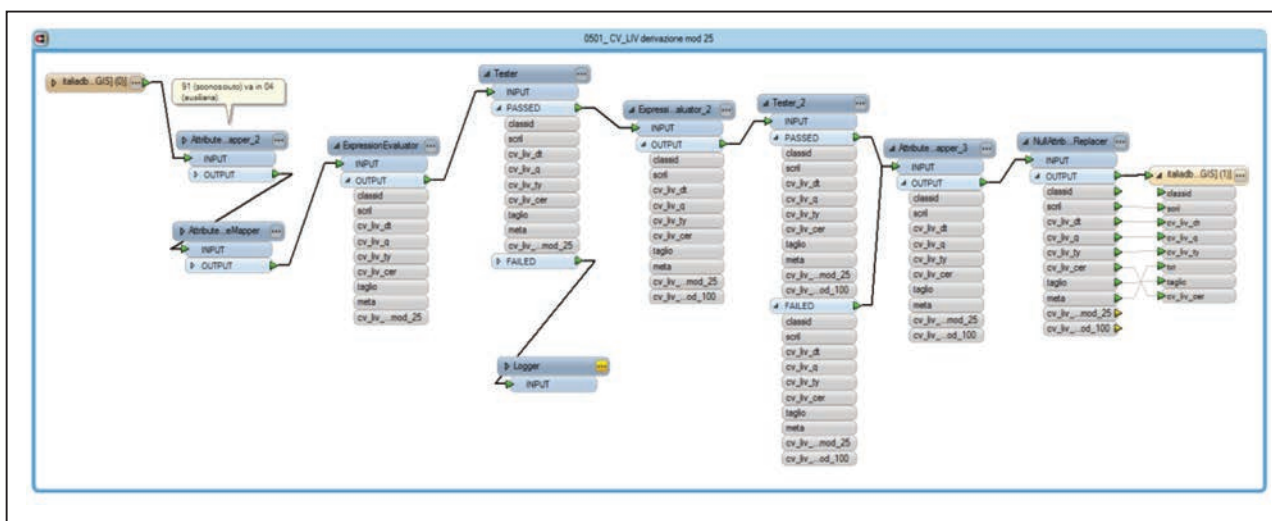 0501_ CV_LIV derivazione mod 25
italiadb...GIS] (0)]
91 (sconosciuto) va in 04
(ausiliaria)
Attribute...apper_2
INPUT
OUTPUT
Attribute...eMapper
INPUT
OUTPUT
ExpressionEvaluator
INPUT
OUTPUT
classid
scril
cv_liv_dt
cv_liv_q
cv_liv_ty
cv_liv_cer
taglio
meta
cv_liv_...mod_25
Tester
INPUT
PASSED
classid
scril
cv_liv_dt
cv_liv_q
cv_liv_ty
cv_liv_cer
taglio
meta
cv_liv_...mod_25
FAILED
Logger
INPUT
Expressi...aluator_2
INPUT
OUTPUT
classid
scril
cv_liv_dt
cv_liv_q
cv_liv_ty
cv_liv_cer
taglio
meta
cv_liv_...mod_25
cv_liv_...od_100
Tester_2
INPUT
PASSED
classid
scril
cv_liv_dt
cv_liv_q
cv_liv_ty
cv_liv_cer
taglio
meta
cv_liv_...mod_25
cv_liv_...od_100
FAILED
classid
scril
cv_liv_dt
cv_liv_q
cv_liv_ty
cv_liv_cer
taglio
meta
cv_liv_...mod_25
cv_liv_...od_100
Attribute...apper_3
INPUT
OUTPUT
classid
scril
cv_liv_dt
cv_liv_q
cv_liv_ty
cv_liv_cer
taglio
meta
cv_liv_...mod_25
cv_liv_...od_100
NullAttrib...Replacer
INPUT
OUTPUT
classid
scril
cv_liv_dt
cv_liv_q
cv_liv_ty
cv_liv_cer
taglio
meta
cv_liv_...mod_25
cv_liv_...od_100
italiadb...GIS] (1)]
classid
scril
cv_liv_dt
cv_liv_q
cv_liv_ty
taglio
cv_liv_cer